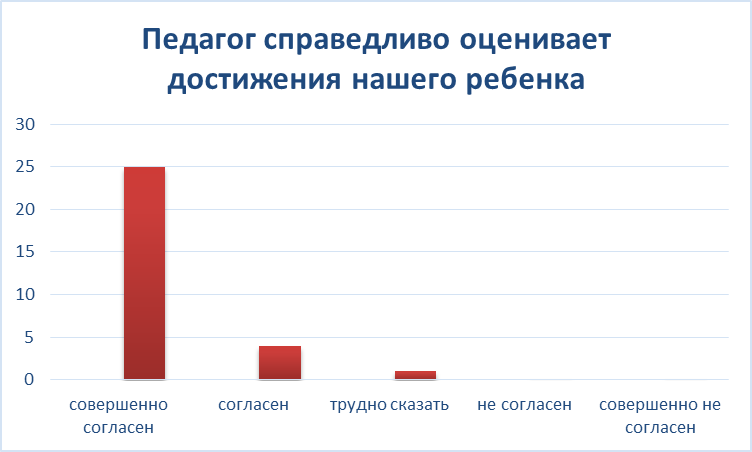 Педагог справедливо оценивает
достижения нашего ребенка
30
25
20
15
10
5
0
совершенно
согласен
согласен
трудно сказать
не согласен
совершенно не
согласен